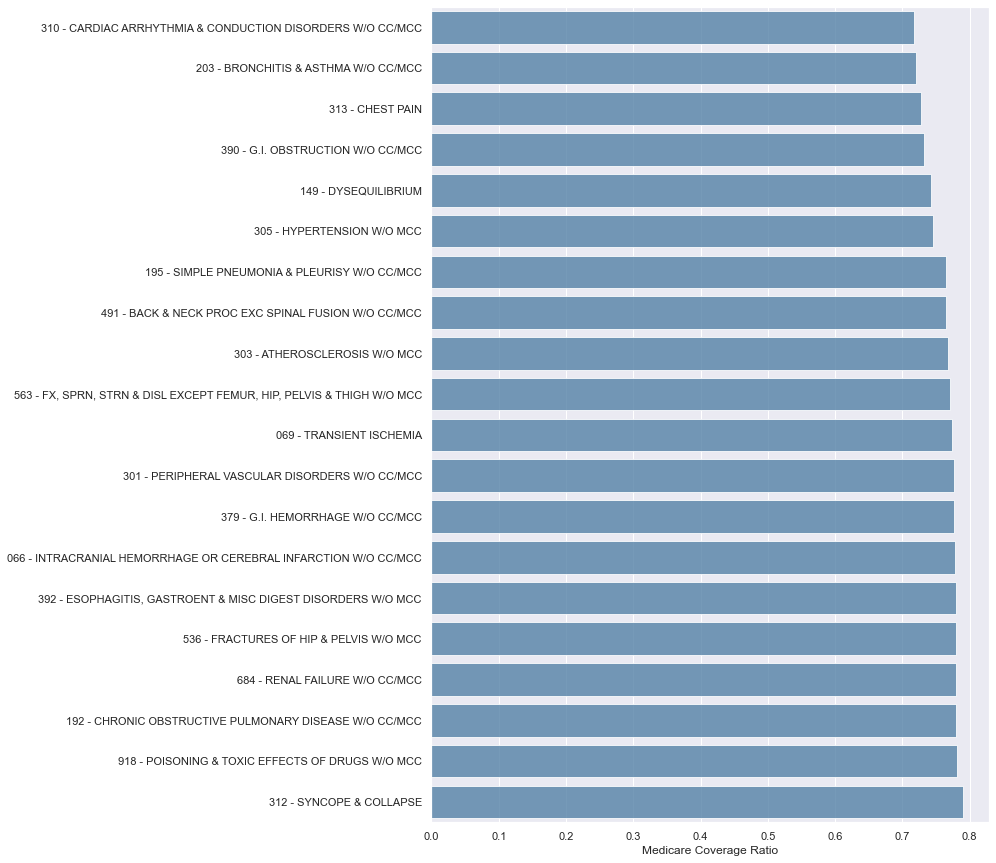 310 - CARDIAC ARRHYTHMIA & CONDUCTION DISORDERS W/O CC/MCC
203 - BRONCHITIS & ASTHMA W/O CC/MCC
313 - CHEST PAIN
390 - G.I. OBSTRUCTION W/O CC/MCC
149 - DYSEQUILIBRIUM
305 - HYPERTENSION W/O MCC
195 - SIMPLE PNEUMONIA & PLEURISY W/O CC/MCC
491 - BACK & NECK PROC EXC SPINAL FUSION W/O CC/MCC
303 - ATHEROSCLEROSIS W/O MCC
563 - FX, SPRN, STRN & DISL EXCEPT FEMUR, HIP, PELVIS & THIGH W/O MCC
069 - TRANSIENT ISCHEMIA
301 - PERIPHERAL VASCULAR DISORDERS W/O CC/MCC
379 - G.I. HEMORRHAGE W/O CC/MCC
066 - INTRACRANIAL HEMORRHAGE OR CEREBRAL INFARCTION W/O CC/MCC
392 - ESOPHAGITIS, GASTROENT & MISC DIGEST DISORDERS W/O MCC
536 - FRACTURES OF HIP & PELVIS W/O MCC
684 - RENAL FAILURE W/O CC/MCC
192 - CHRONIC OBSTRUCTIVE PULMONARY DISEASE W/O CC/MCC
918 - POISONING & TOXIC EFFECTS OF DRUGS W/O MCC
312 - SYNCOPE & COLLAPSE
0.0 0.1 0.2 0.3 0.4 0.5 0.6 0.7 0.8
Medicare Coverage Ratio